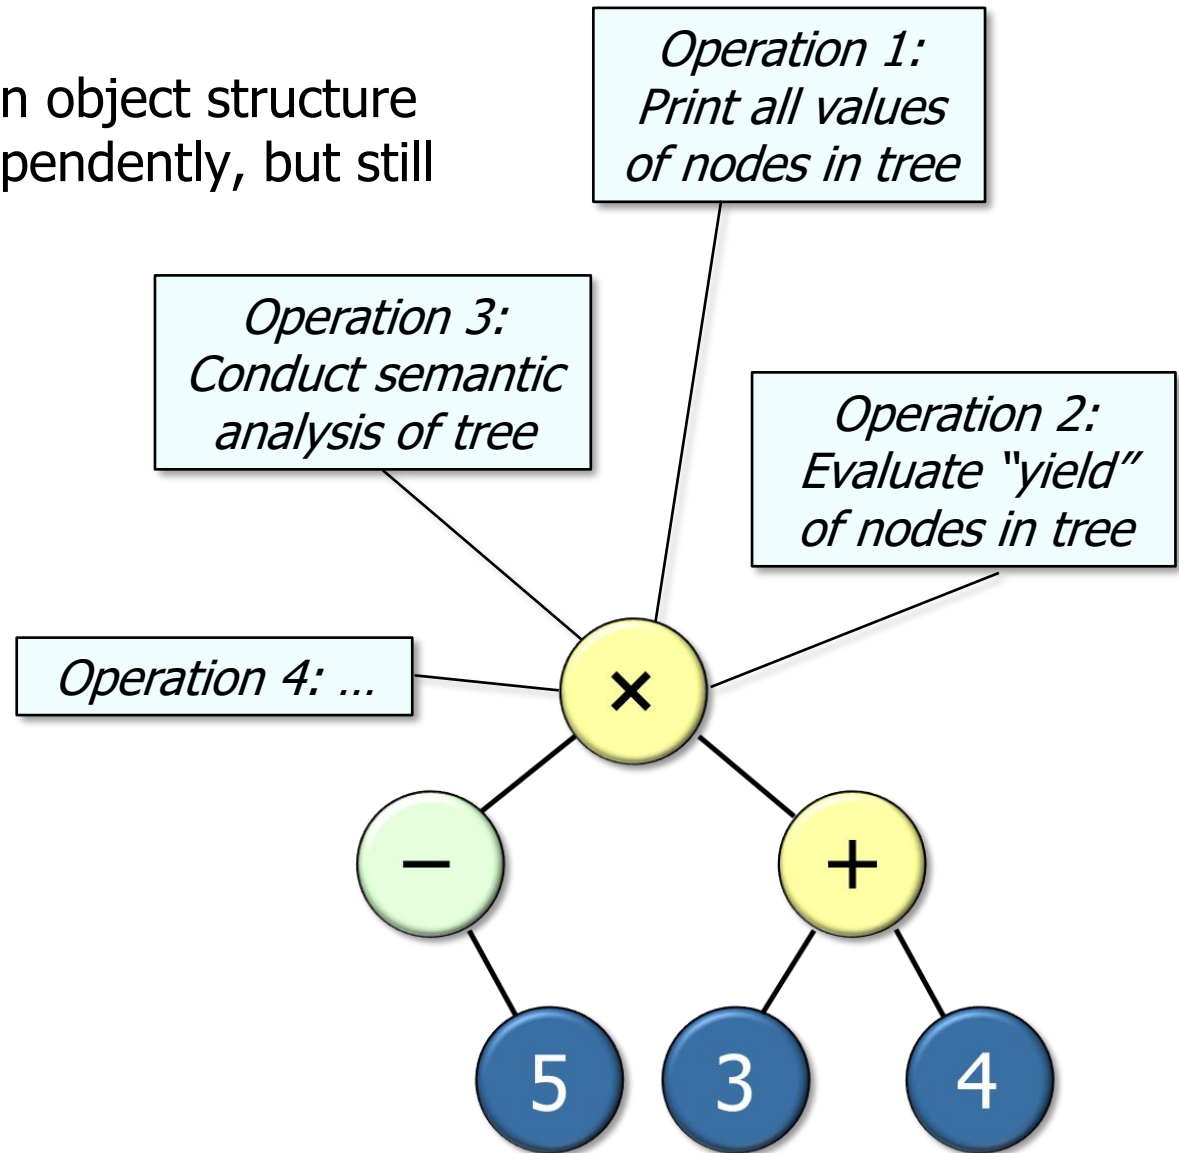 n object structure
pendently, but still
Operation 1:
Print all values
of nodes in tree
Operation 3:
Conduct semantic
analysis of tree
Operation 2:
Evaluate “yield”
of nodes in tree
Operation 4: ...
×
− +
5 3 4